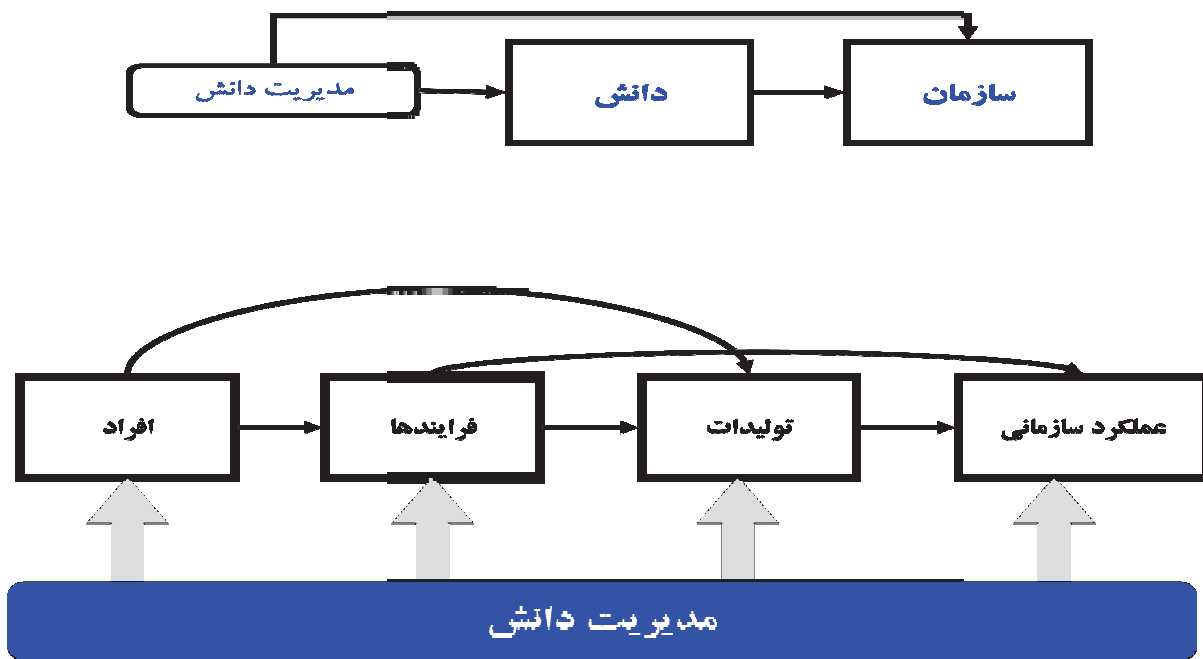 مدیریت دانش
دانش
سازمان
افراد
فرایندها
تولیدات
عملکرد سازمانی
مدیریت دانش